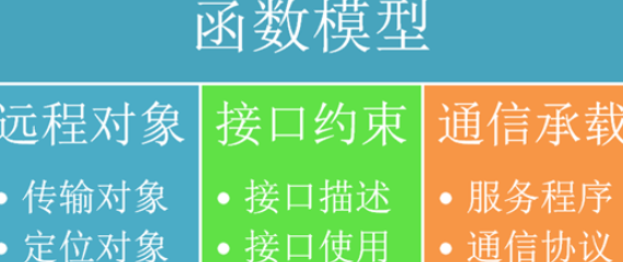 函数模型
远程对象
• 传输对象
• 定位对象
接口约束
• 接口描述
• 接口使用
通信承载
• 服务程序
• 通信协议